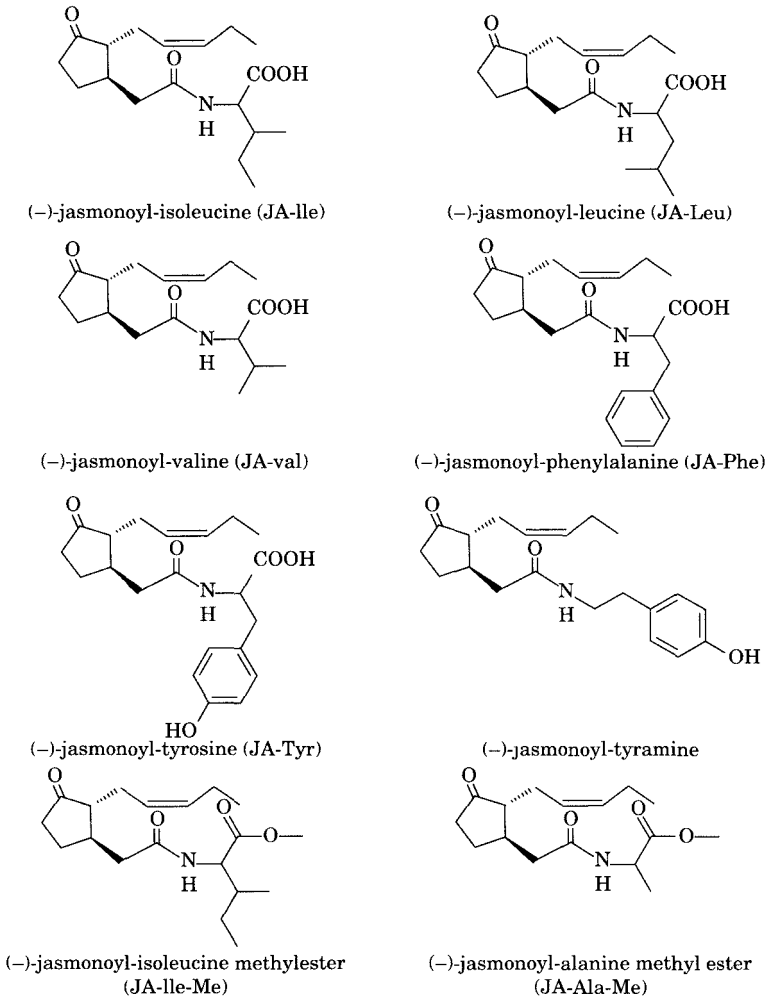 O
O
COOH
N
H
(−)-jasmonoyl-isoleucine (JA-lle)
O
O
COOH
N
H
(−)-jasmonoyl-leucine (JA-Leu)
O
O
COOH
N
H
(−)-jasmonoyl-valine (JA-val)
O
O
COOH
N
H
(−)-jasmonoyl-phenylalanine (JA-Phe)
O
O
COOH
N
H
HO
(−)-jasmonoyl-tyrosine (JA-Tyr)
O
O
N
H
OH
(−)-jasmonoyl-tyramine
O
O
O
O
N
H
(−)-jasmonoyl-isoleucine methylester
(JA-lle-Me)
O
O
O
O
N
H
(−)-jasmonoyl-alanine methyl ester
(JA-Ala-Me)